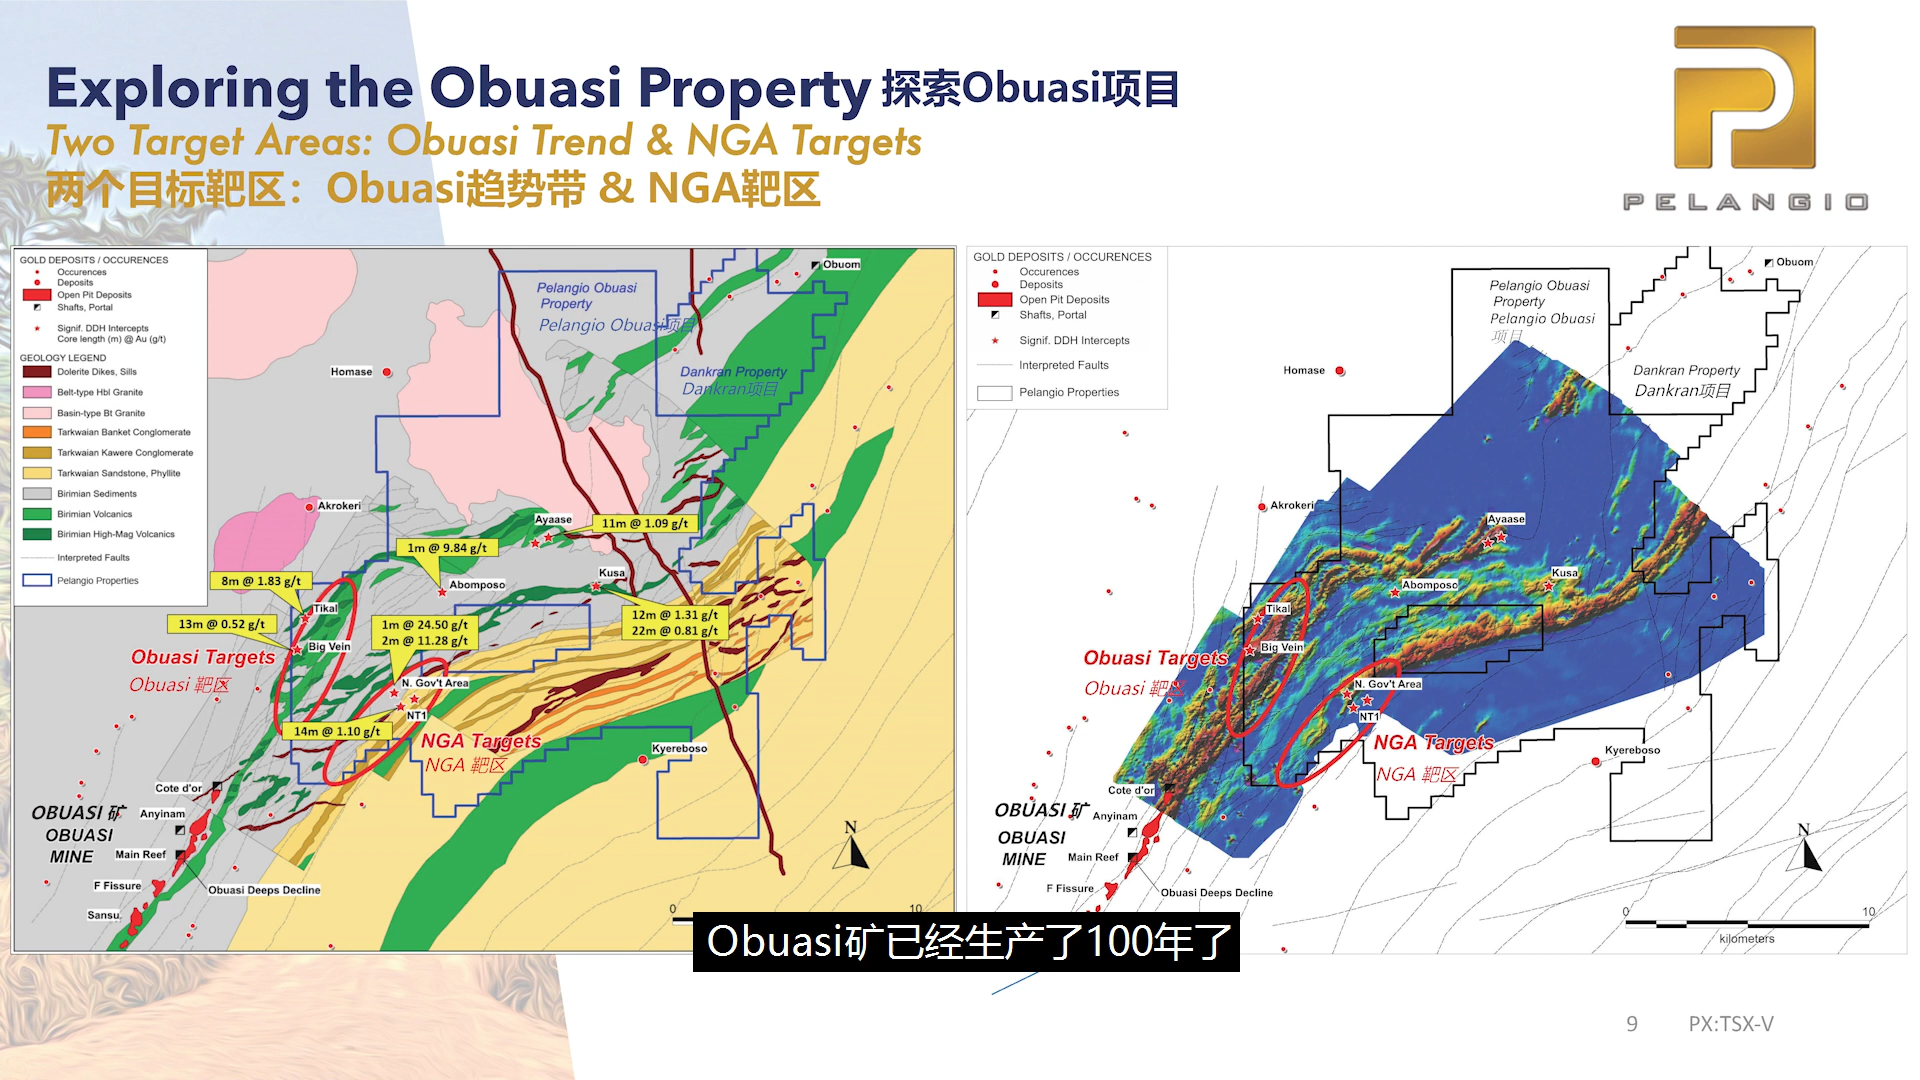 Exploring the Obuasi Property 探索Obuasi项目
Two Target Areas: Obuasi Trend & NGA Targets
两个目标靶区：Obuasi趋势带 & NGA靶区
PELANGIO
GOLD DEPOSITS / OCCURENCES
Occurences
Deposits
Open Pit Deposits
Shafts, Portal
Signif. DDH Intercepts
Core length (m) @ Au (g/t)
GEOLOGY LEGEND
Dolerite Dikes, Sills
Belt-type Hbl Granite
Basin-type Bt Granite
Tarkwaian Banket Conglomerate
Tarkwaian Kawere Conglomerate
Tarkwaian Sandstone, Phyllite
Birimian Sediments
Birimian Volcanics
Birimian High-Mag Volcanics
Interpreted Faults
Pelangio Properties
Obuom
Pelangio Obuasi
Property
Pelangio Obuasi项目
Homase
Dankran Property
Dankran项目
Akrokeri
Ayaase
11m @ 1.09 g/t
1m @ 9.84 g/t
Abomposo
Kusa
8m @ 1.83 g/t
Tikal
13m @ 0.52 g/t
1m @ 24.50 g/t
2m @ 11.28 g/t
12m @ 1.31 g/t
22m @ 0.81 g/t
Big Vein
Obuasi Targets
Obuasi 靶区
N. Gov't Area
NT1
14m @ 1.10 g/t
NGA Targets
NGA 靶区
Kyereboso
Cote d'or
OBUASI 矿
OBUASI
MINE
Anyinam
Main Reef
F Fissure
Obuasi Deeps Decline
Sansu
N
0
10
GOLD DEPOSITS / OCCURENCES
Occurences
Deposits
Open Pit Deposits
Shafts, Portal
Signif. DDH Intercepts
Interpreted Faults
Pelangio Properties
Obuom
Pelangio Obuasi
Property
Pelangio Obuasi
项目
Homase
Dankran Property
Dankran项目
Akrokeri
Ayaase
Abomposo
Kusa
Tikal
Big Vein
Obuasi Targets
Obuasi 靶区
N. Gov't Area
NT1
NGA Targets
NGA 靶区
Kyereboso
Cote d'or
OBUASI 矿
OBUASI
MINE
Anyinam
Main Reef
F Fissure
Obuasi Deeps Decline
N
0
10
kilometers
Obuasi矿已经生产了100年了
9
PX:TSX-V